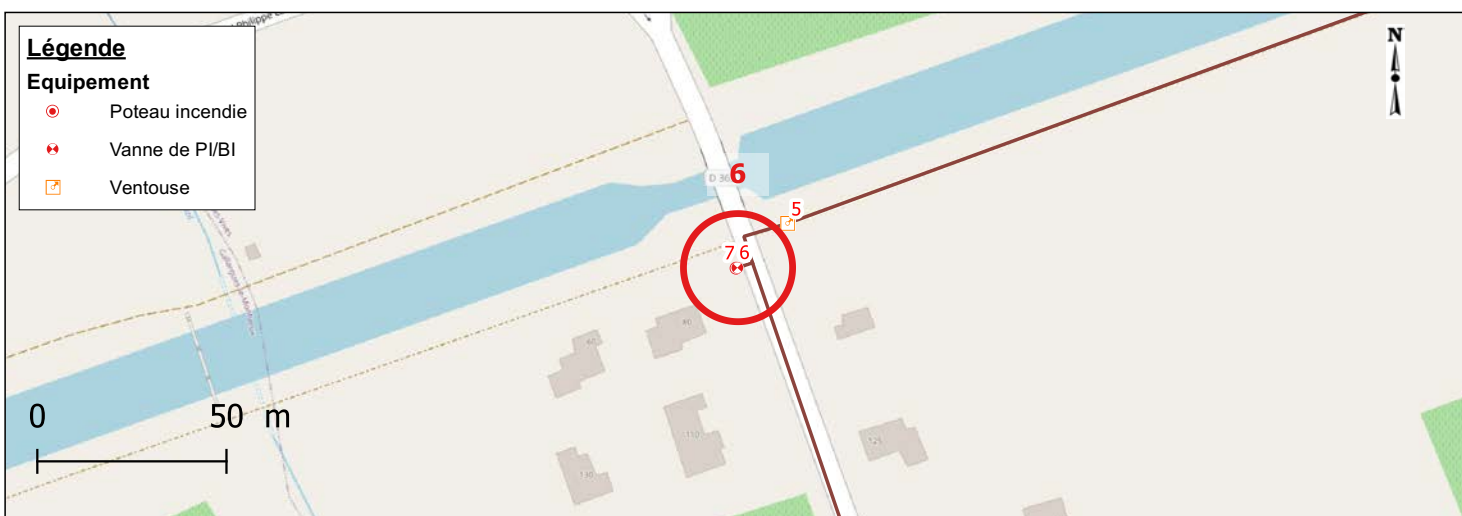 Légende
Equipement
Poteau incendie
Vanne de PI/BI
Ventouse
Philippe
N
D 36
6
5
7 6
60
80
110
130
125
0 50 m